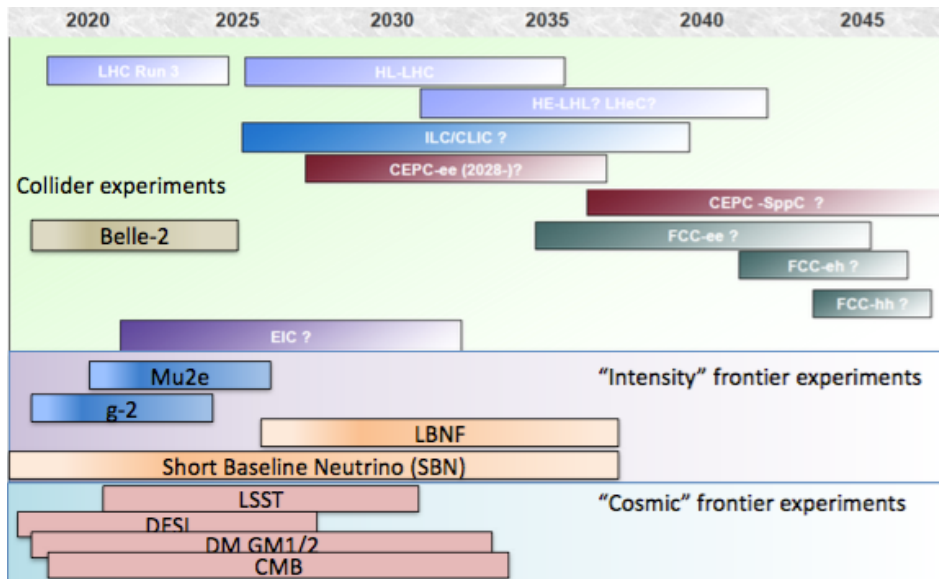 2020 2025 2030 2035 2040 2045
LHC Run 3 HL-LHC
HE-LHL? LHeC?
ILC/CLIC ?
CEPC-ee (2028-)?
Collider experiments
CEPC -SppC ?
Belle-2 FCC-ee ?
FCC-eh ?
FCC-hh ?
EIC ?
Mu2e "Intensity" frontier experiments
g-2
LBNF
Short Baseline Neutrino (SBN)
LSST "Cosmic" frontier experiments
DESI
DM GM1/2
CMB